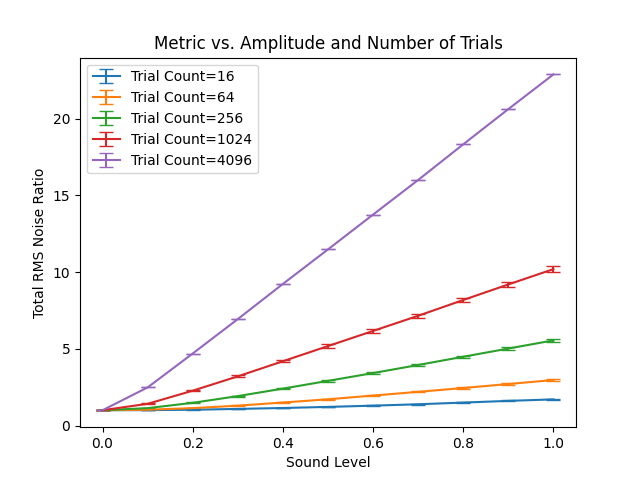 Metric vs. Amplitude and Number of Trials
Trial Count=16
Trial Count=64
Trial Count=256
Trial Count=1024
Trial Count=4096
Total RMS Noise Ratio
20
15
10
5
0
0.0 0.2 0.4 0.6 0.8 1.0
Sound Level